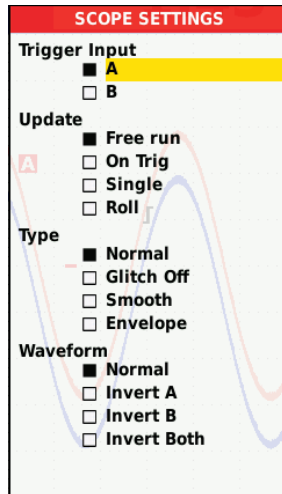 SCOPE SETTINGS
Trigger Input
A
B
Update
Free run
On Trig
Single
A
Roll
Type
Normal
Glitch Off
Smooth
Envelope
Waveform
Normal
Invert A
Invert B
Invert Both